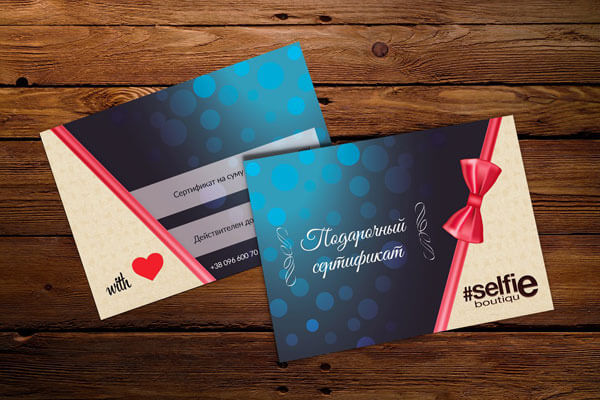 Сертификат на суму
Действителен до
+38 096 600 70
with
Подарочный
сертификат
#selfie
boutiqu